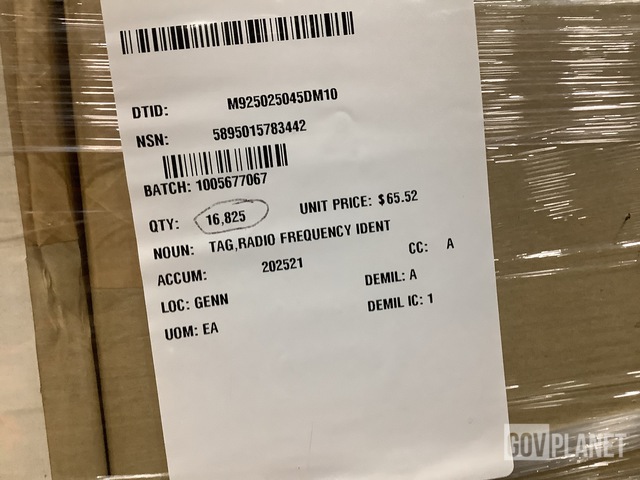 DTID: M925025045DM10
NSN: 5895015783442
BATCH: 1005677067
QTY: 16,825 UNIT PRICE: $65.52
NOUN: TAG,RADIO FREQUENCY IDENT
ACCUM: 202521 CC: A
LOC: GENN DEMIL: A
UOM: EA DEMIL IC: 1
GOVPLANET